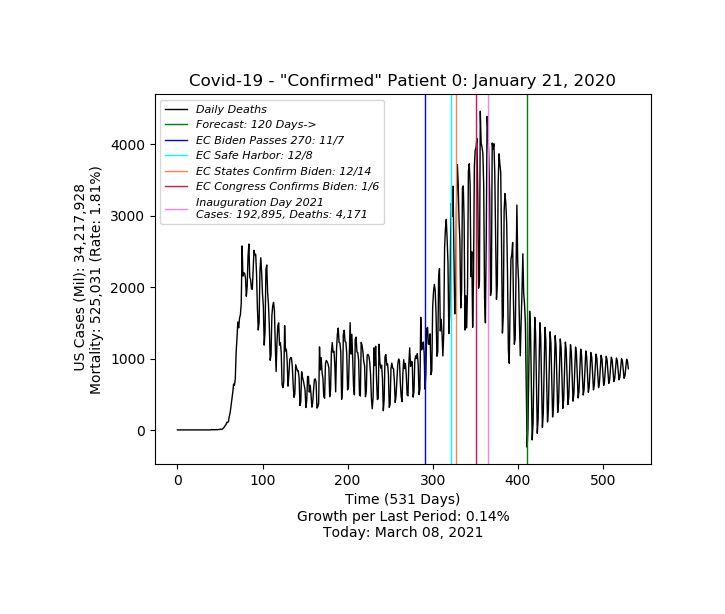 Covid-19 - "Confirmed" Patient 0: January 21, 2020
Daily Deaths
Forecast: 120 Days->
EC Biden Passes 270: 11/7
EC Safe Harbor: 12/8
EC States Confirm Biden: 12/14
EC Congress Confirms Biden: 1/6
Inauguration Day 2021
Cases: 192,895, Deaths: 4,171
US Cases (Mil): 34,217,928
Mortality: 525,031 (Rate: 1.81%)
4000
3000
2000
1000
0
0 100 200 300 400 500
Time (531 Days)
Growth per Last Period: 0.14%
Today: March 08, 2021